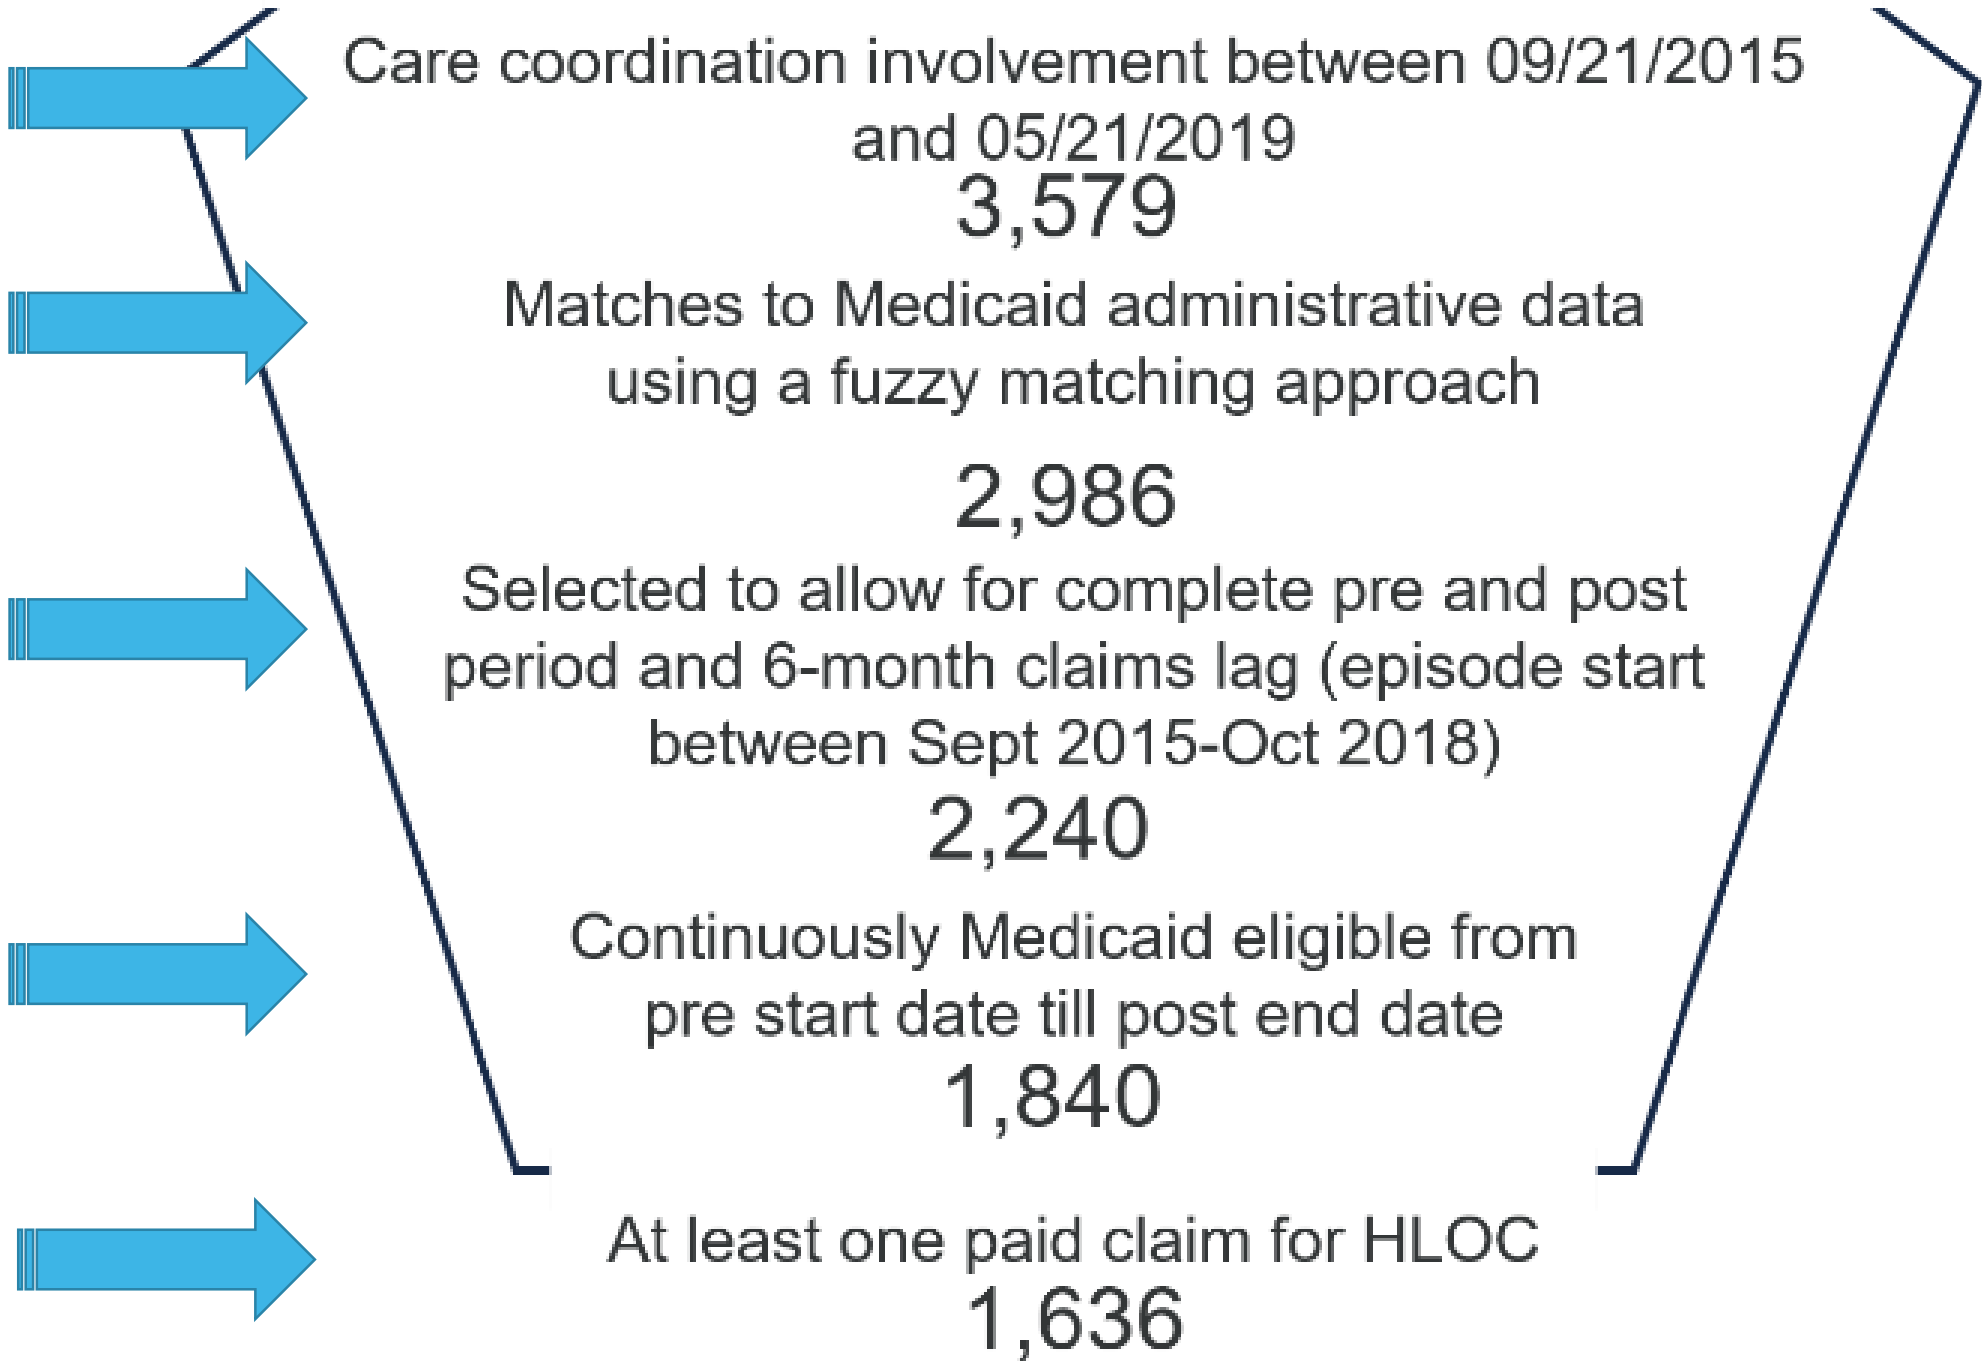 Care coordination involvement between 09/21/2015
and 05/21/2019
3,579
Matches to Medicaid administrative data
using a fuzzy matching approach
2,986
Selected to allow for complete pre and post
period and 6-month claims lag (episode start
between Sept 2015-Oct 2018)
2,240
Continuously Medicaid eligible from
pre start date till post end date
1,840
At least one paid claim for HLOC
1,636